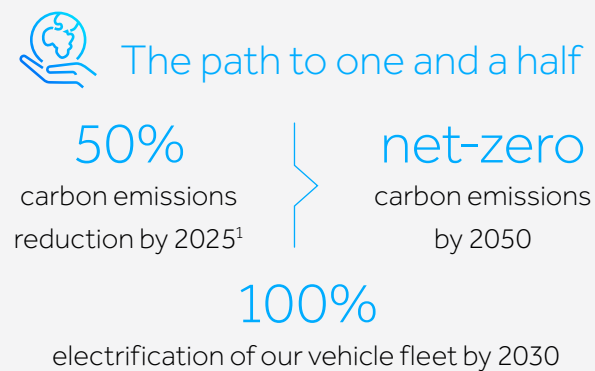 The path to one and a half
50%
carbon emissions
reduction by 2025¹
net-zero
carbon emissions
by 2050
100%
electrification of our vehicle fleet by 2030